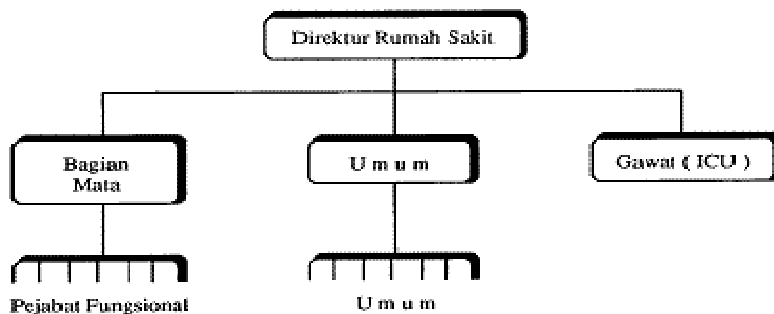 Direktur Rumah Sakit
Bagian
Mata
U m u m
Gawat ( ICU )
Pejabat Fungsional
U m u m